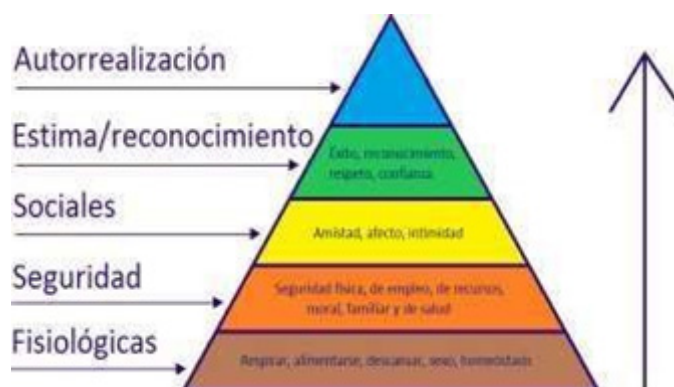 Autorrealización
Estima/reconocimiento
Éxito, reconocimiento,
respeto, confianza
Sociales
Amistad, afecto, intimidad
Seguridad
Seguridad física, de empleo, de recursos,
moral, familiar y de salud
Fisiológicas
Respirar, alimentarse, descansar, sexo, homeóstasis